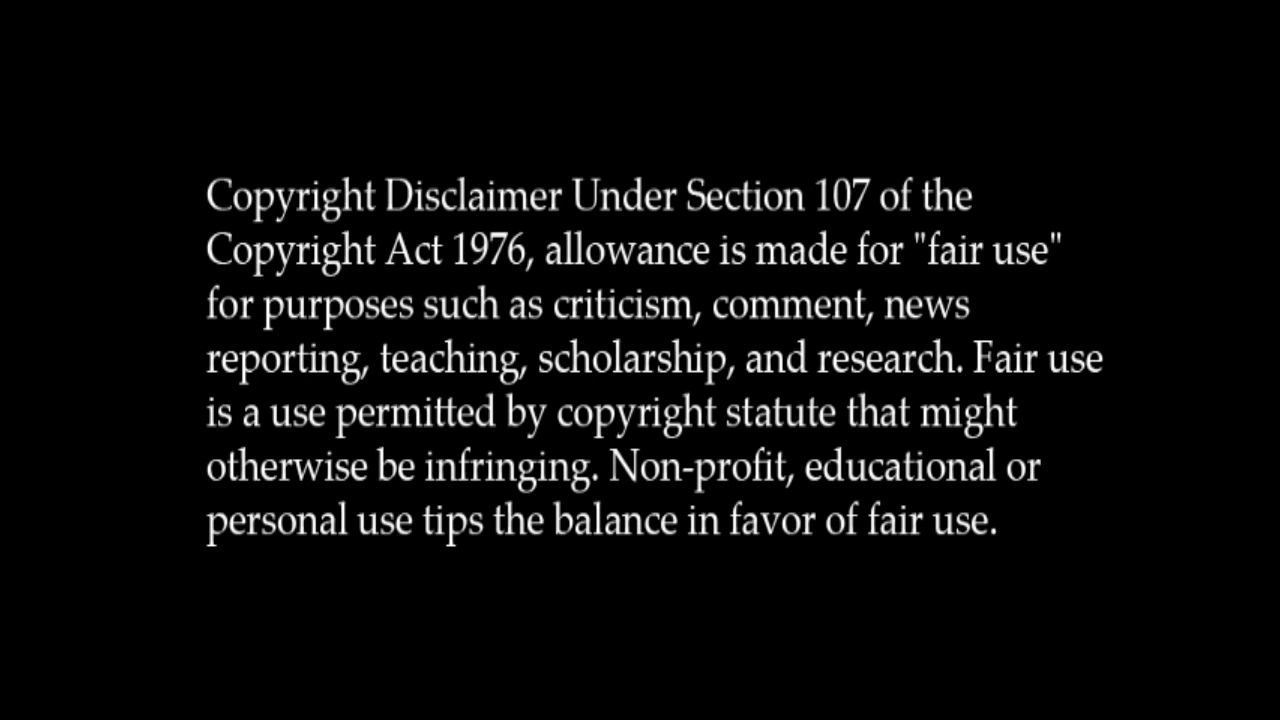 Copyright Disclaimer Under Section 107 of the
Copyright Act 1976, allowance is made for "fair use"
for purposes such as criticism, comment, news
reporting, teaching, scholarship, and research. Fair use
is a use permitted by copyright statute that might
otherwise be infringing. Non-profit, educational or
personal use tips the balance in favor of fair use.